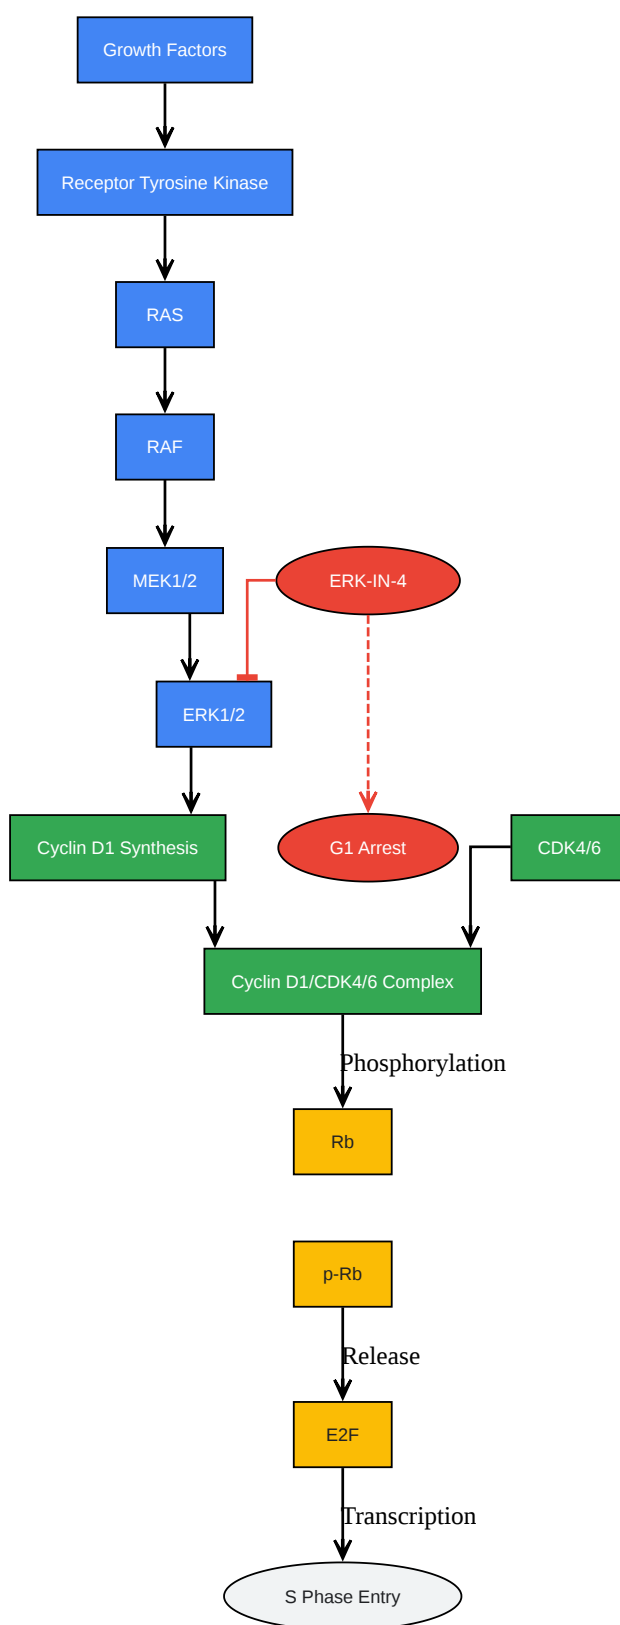 Growth Factors
Receptor Tyrosine Kinase
RAS
RAF
MEK1/2
ERK-IN-4
ERK1/2
Cyclin D1 Synthesis
G1 Arrest
CDK4/6
Cyclin D1/CDK4/6 Complex
Phosphorylation
Rb
p-Rb
Release
E2F
Transcription
S Phase Entry